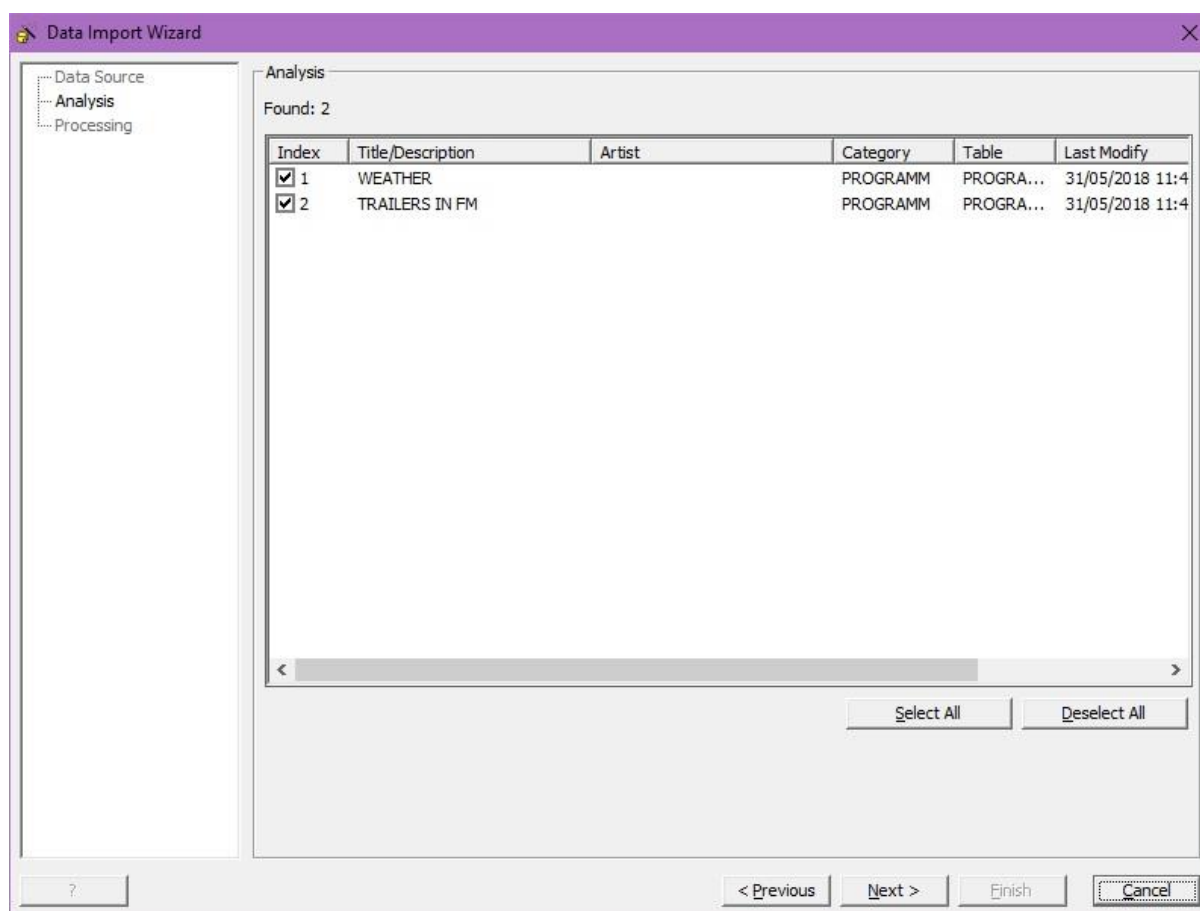 Data Import Wizard
Data Source
Analysis
Processing
Analysis
Found: 2
Index Title/Description Artist Category Table Last Modify
1 WEATHER PROGRAMM PROGRA... 31/05/2018 11:4
2 TRAILERS IN FM PROGRAMM PROGRA... 31/05/2018 11:4
Select All Deselect All
? < Previous Next > Finish Cancel